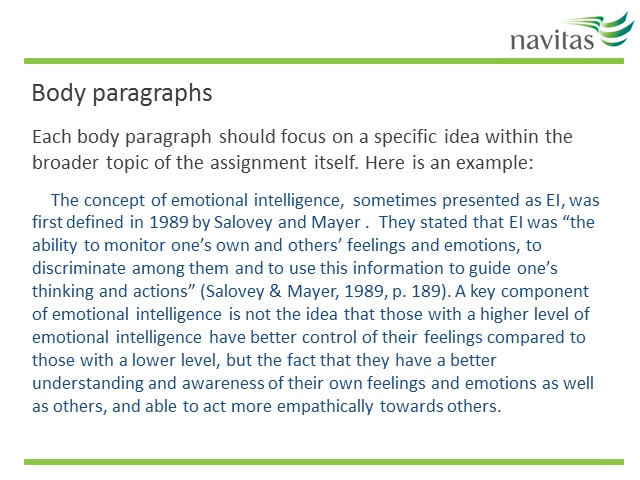 navitas
Body paragraphs
Each body paragraph should focus on a specific idea within the
broader topic of the assignment itself. Here is an example:
The concept of emotional intelligence, sometimes presented as EI, was
first defined in 1989 by Salovey and Mayer . They stated that EI was “the
ability to monitor one’s own and others’ feelings and emotions, to
discriminate among them and to use this information to guide one’s
thinking and actions” (Salovey & Mayer, 1989, p. 189). A key component
of emotional intelligence is not the idea that those with a higher level of
emotional intelligence have better control of their feelings compared to
those with a lower level, but the fact that they have a better
understanding and awareness of their own feelings and emotions as well
as others, and able to act more empathically towards others.